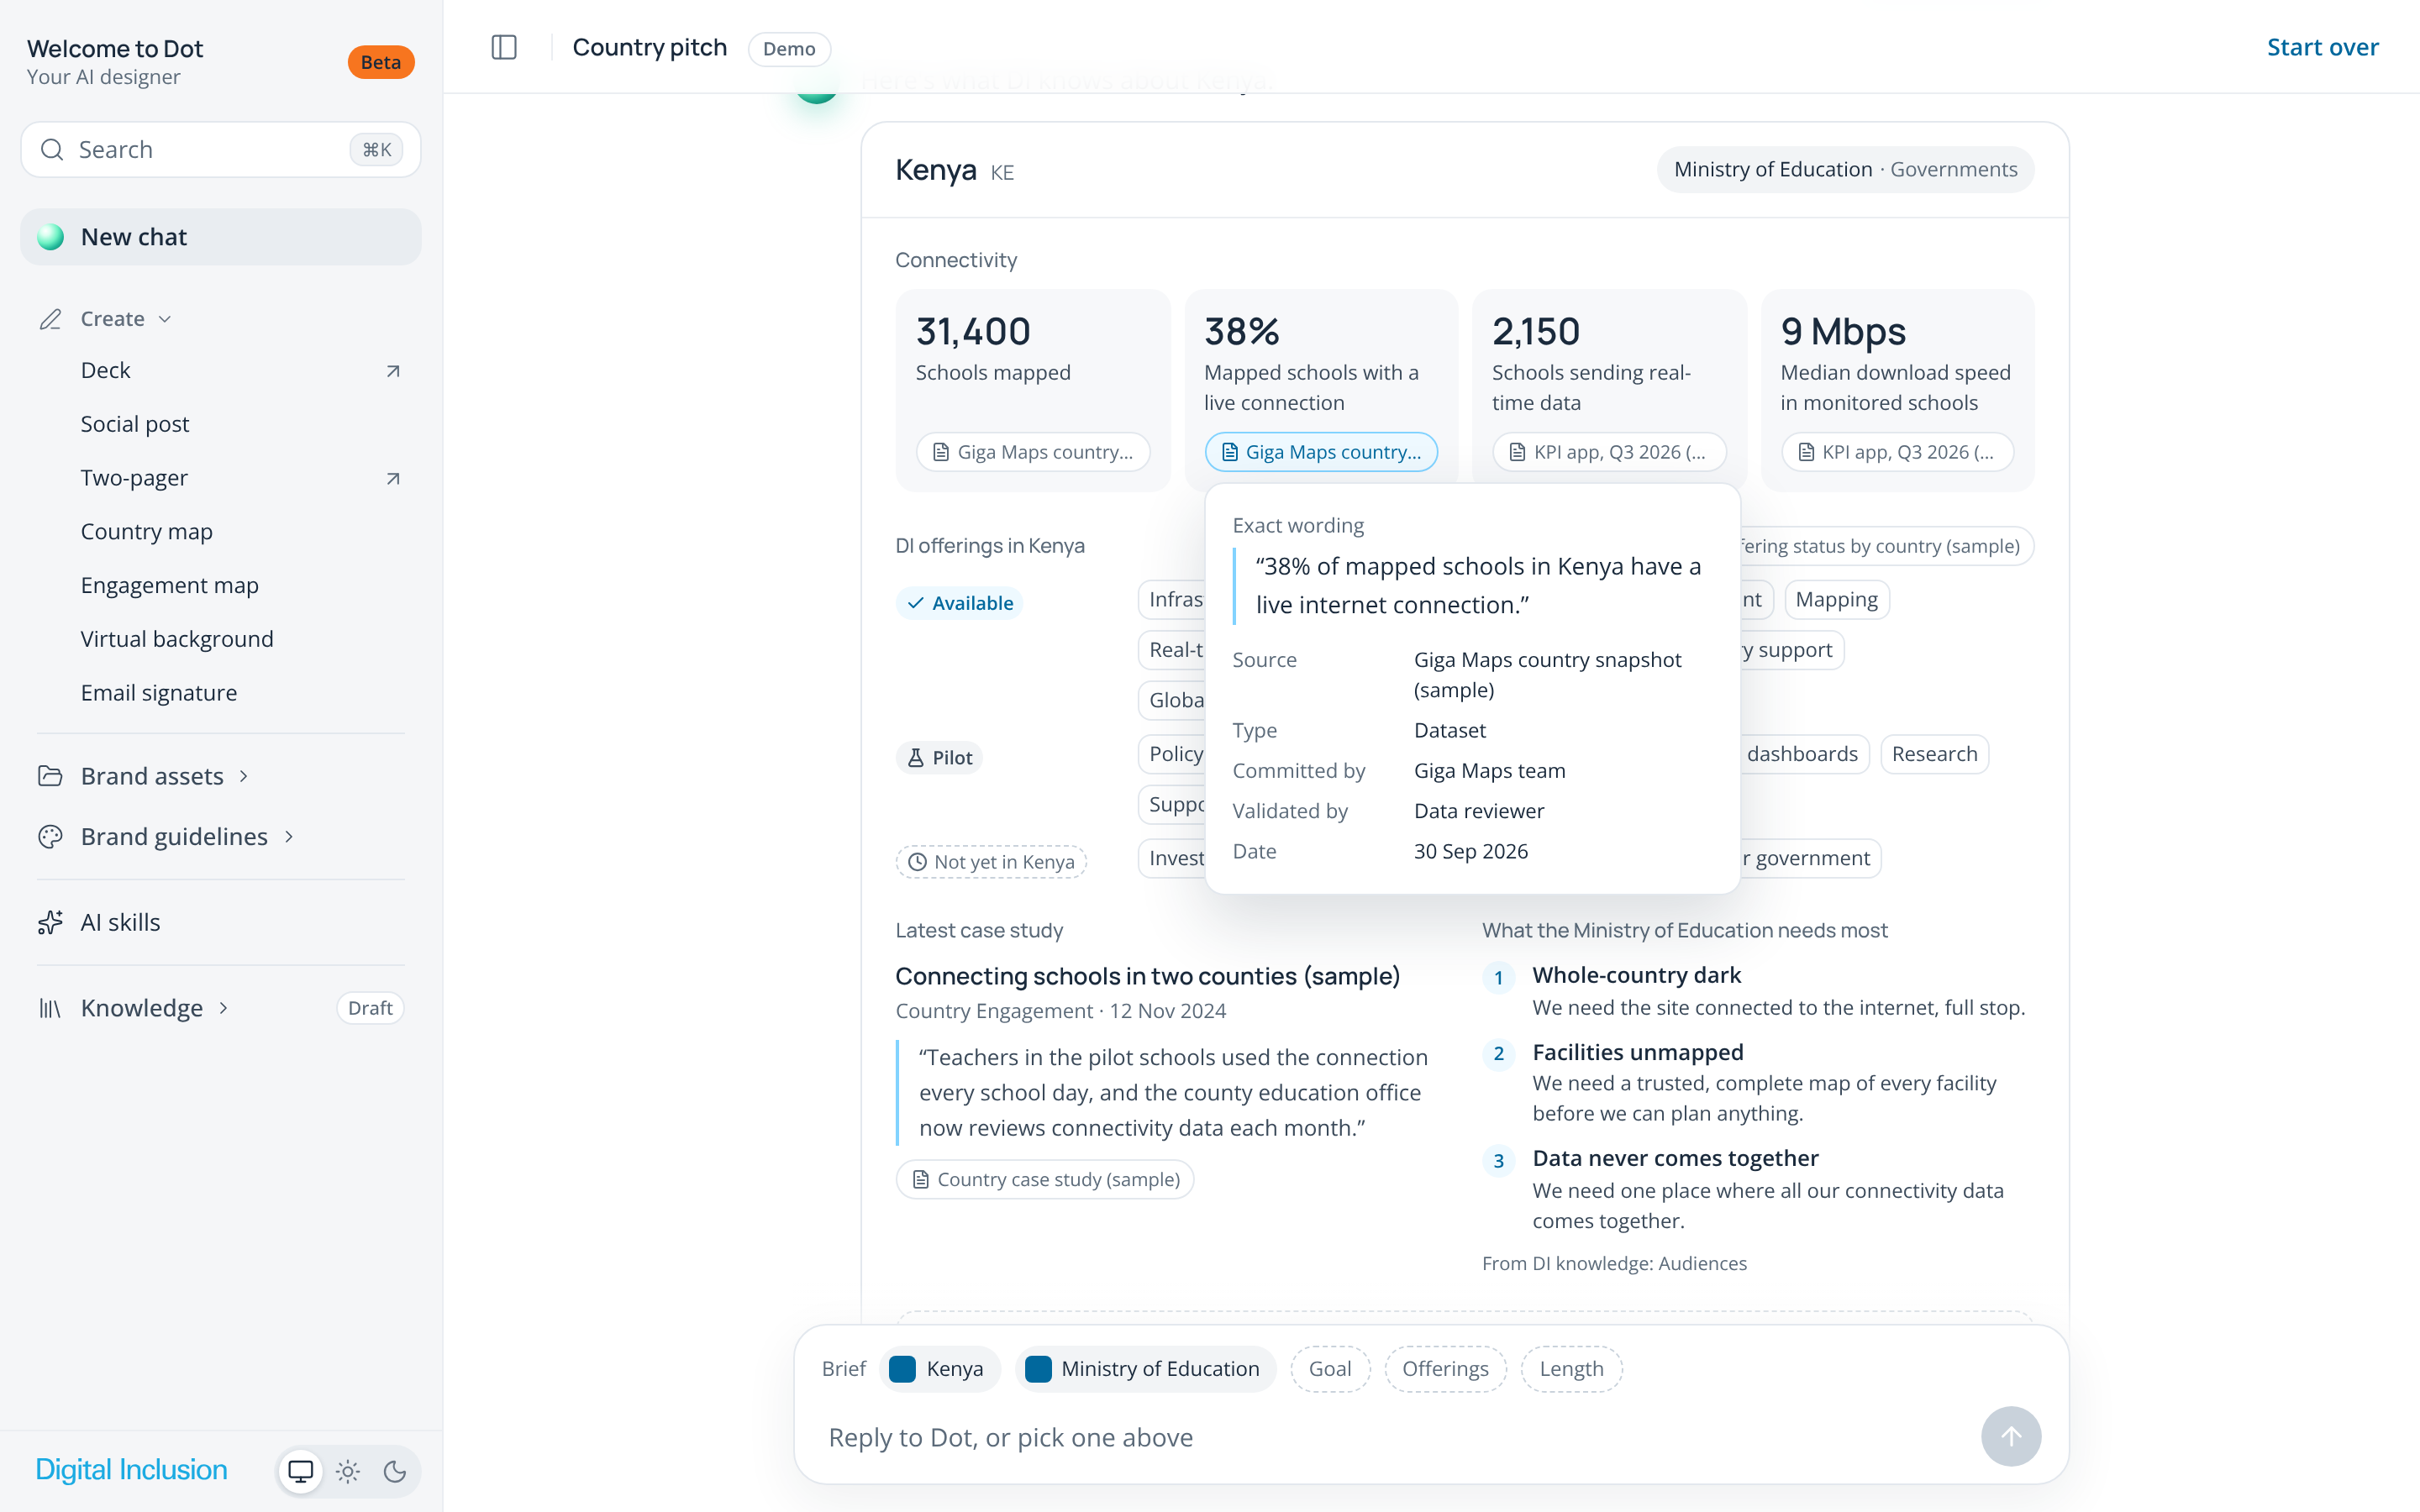 Welcome to Dot
Your AI designer
Beta
Search
⌘K
New chat
Create
Deck
Social post
Two-pager
Country map
Engagement map
Virtual background
Email signature
Brand assets
Brand guidelines
AI skills
Knowledge
Draft
Digital Inclusion
Country pitch
Demo
Start over
Here's what DI knows about Kenya:
Kenya KE
Ministry of Education · Governments
Connectivity
31,400
Schools mapped
Giga Maps country...
38%
Mapped schools with a
live connection
Giga Maps country...
2,150
Schools sending real-
time data
KPI app, Q3 2026 (...
9 Mbps
Median download speed
in monitored schools
KPI app, Q3 2026 (...
DI offerings in Kenya
status by country (sample)
Available
Mapping
support
Pilot
Policy
dashboards
Research
Not yet in Kenya
government
Exact wording
“38% of mapped schools in Kenya have a
live internet connection.”
Source
Giga Maps country snapshot
(sample)
Type
Dataset
Committed by
Giga Maps team
Validated by
Data reviewer
Date
30 Sep 2026
Latest case study
Connecting schools in two counties (sample)
Country Engagement · 12 Nov 2024
“Teachers in the pilot schools used the connection
every school day, and the county education office
now reviews connectivity data each month.”
Country case study (sample)
What the Ministry of Education needs most
1 Whole-country dark
We need the site connected to the internet, full stop.
2 Facilities unmapped
We need a trusted, complete map of every facility
before we can plan anything.
3 Data never comes together
We need one place where all our connectivity data
comes together.
From DI knowledge: Audiences
Brief
Kenya
Ministry of Education
Goal
Offerings
Length
Reply to Dot, or pick one above